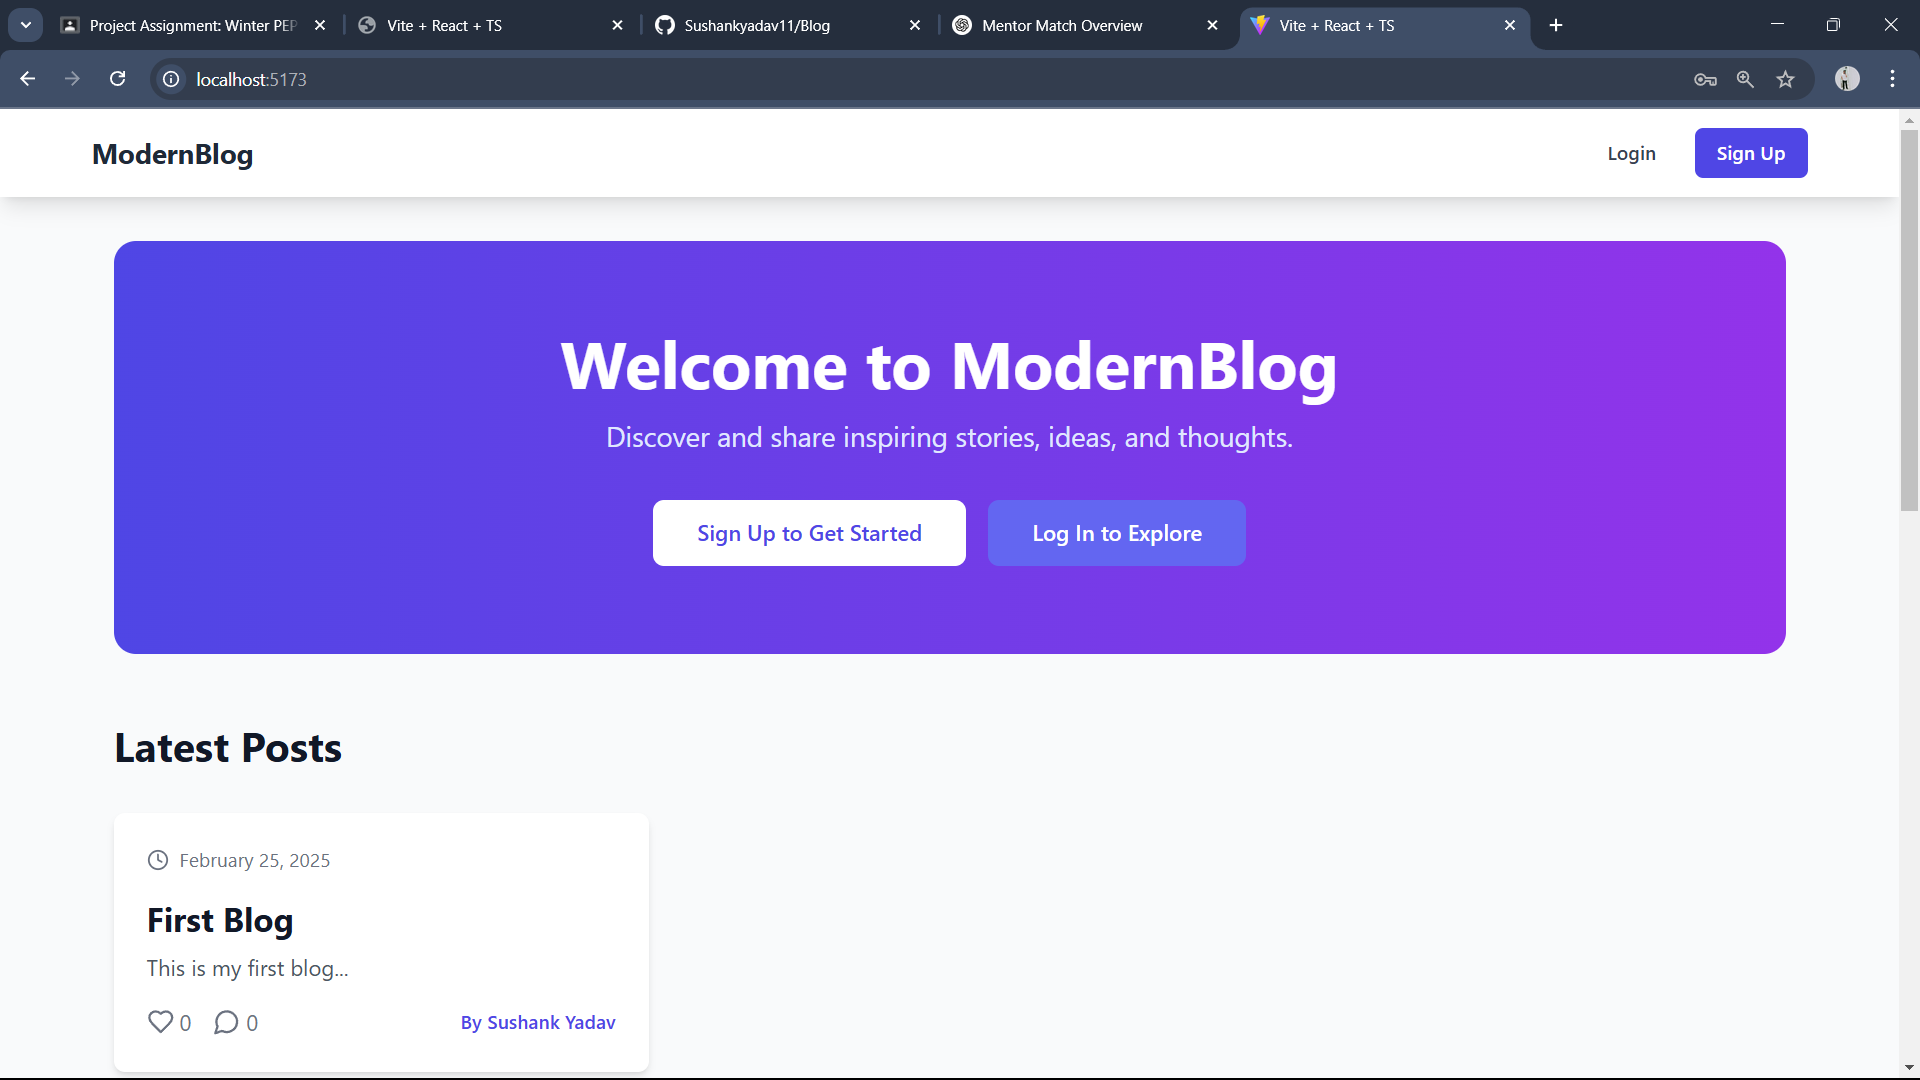 Project Assignment: Winter PEP
Vite + React + TS
Sushankyadav11/Blog
Mentor Match Overview
Vite + React + TS
localhost:5173
ModernBlog
Login
Sign Up
Welcome to ModernBlog
Discover and share inspiring stories, ideas, and thoughts.
Sign Up to Get Started
Log In to Explore
Latest Posts
February 25, 2025
First Blog
This is my first blog...
0
0
By Sushank Yadav